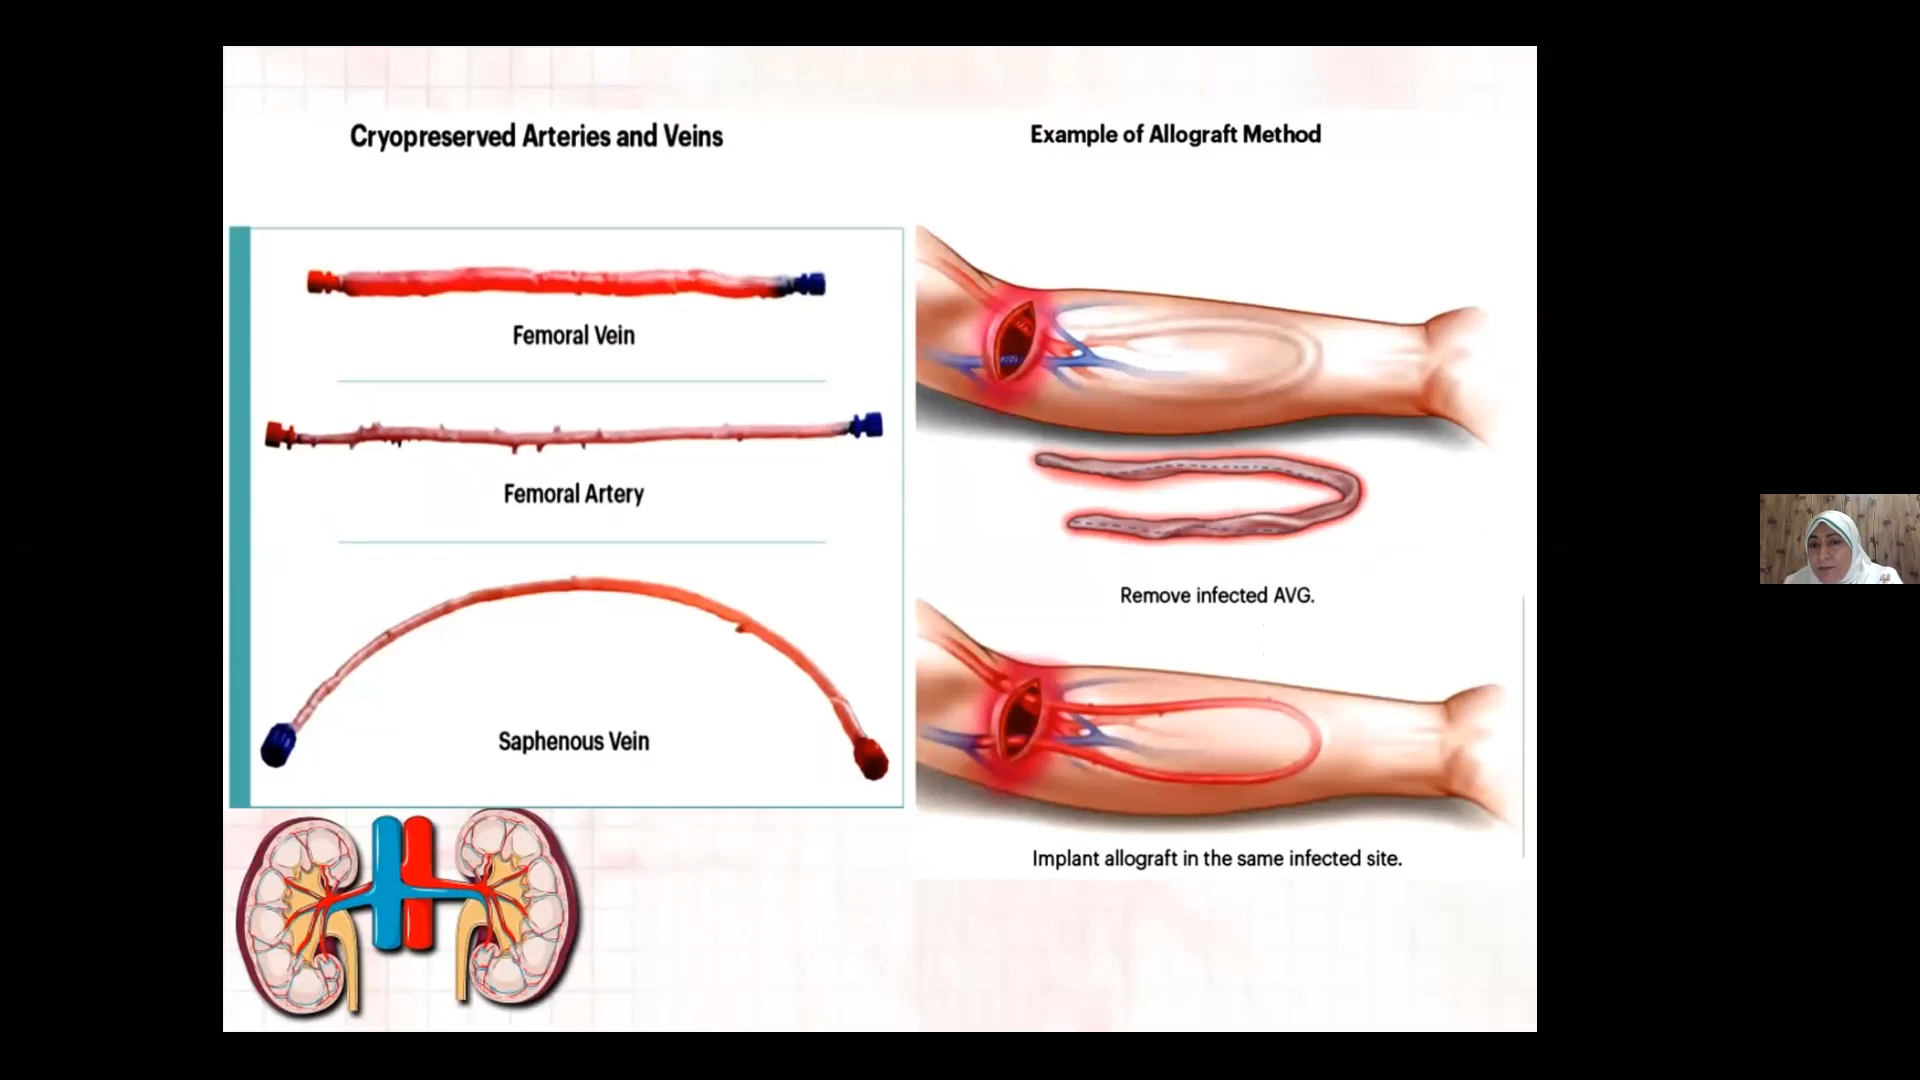 Cryopreserved Arteries and Veins
Example of Allograft Method
Femoral Vein
Femoral Artery
Saphenous Vein
Remove infected AVG.
Implant allograft in the same infected site.